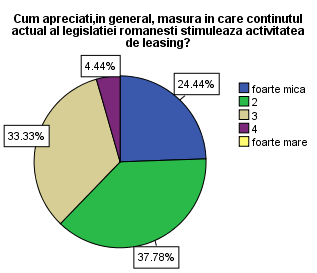 Cum apreciati,in general, masura in care continutul
actual al legislatiei romanesti stimuleaza activitatea
de leasing?
4.44%
24.44%
33.33%
37.78%
foarte mica
2
3
4
foarte mare